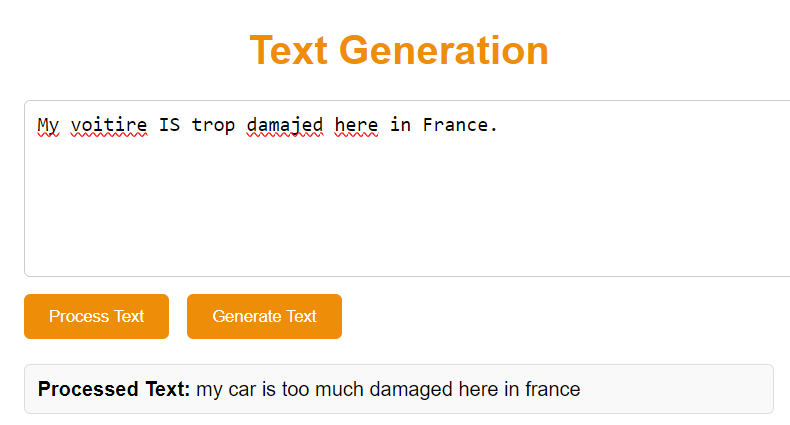 Text Generation
My voitire IS trop damajed here in France.
Process Text Generate Text
Processed Text: my car is too much damaged here in france